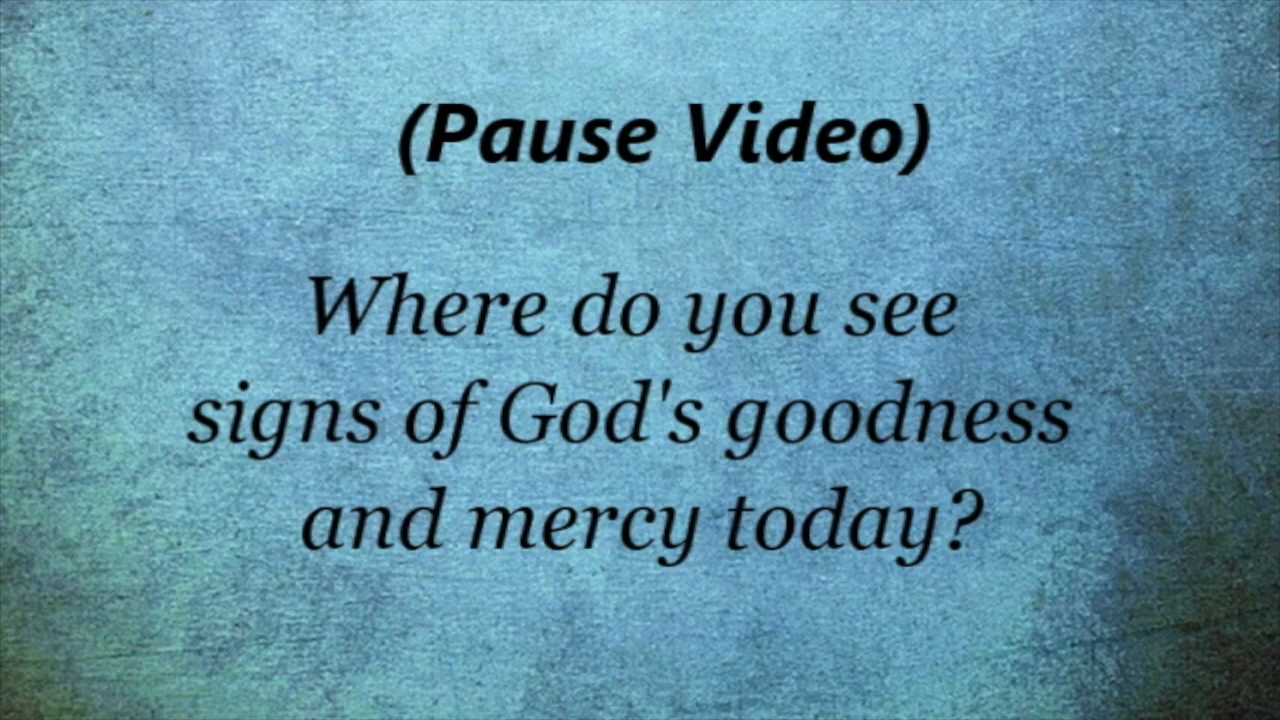 (Pause Video)
Where do you see
signs of God's goodness
and mercy today?